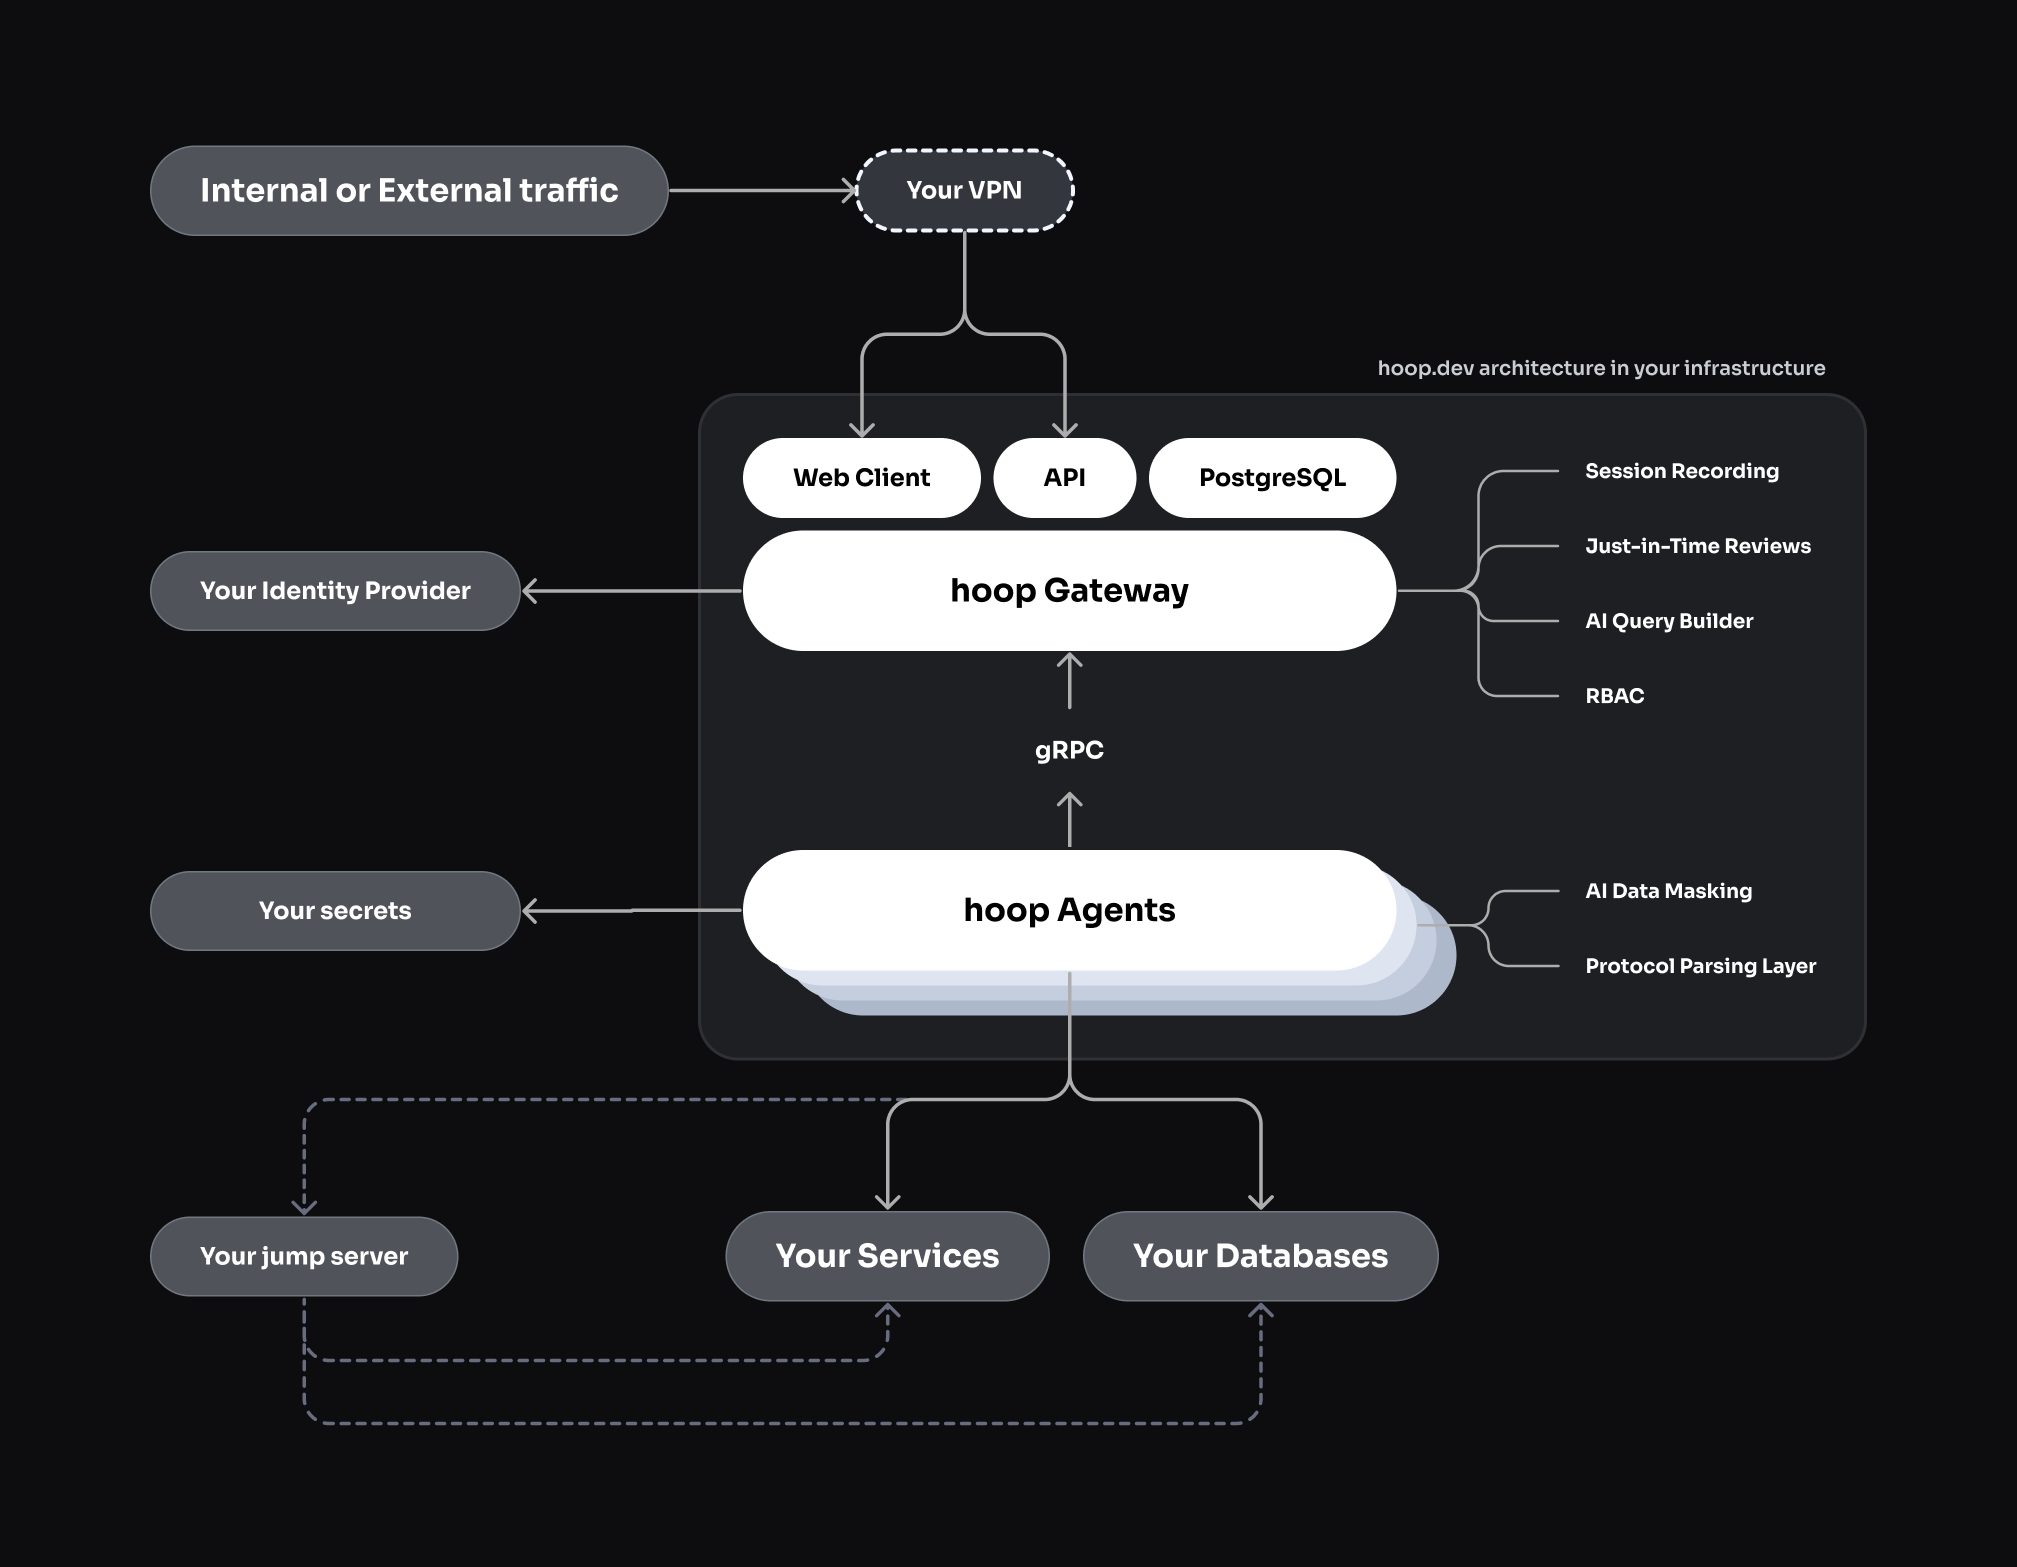 Internal or External traffic
Your VPN
hoop.dev architecture in your infrastructure
Web Client
API
PostgreSQL
Session Recording
Just-in-Time Reviews
Your Identity Provider
hoop Gateway
AI Query Builder
RBAC
gRPC
Your secrets
hoop Agents
AI Data Masking
Protocol Parsing Layer
Your jump server
Your Services
Your Databases